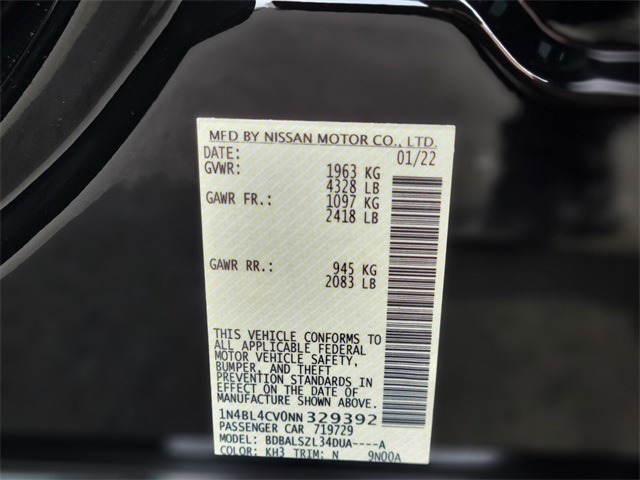 MFD BY NISSAN MOTOR CO., LTD.
DATE: 01/22
GVWR: 1963 KG
4328 LB
GAWR FR.: 1097 KG
2418 LB
GAWR RR.: 945 KG
2083 LB
THIS VEHICLE CONFORMS TO
ALL APPLICABLE FEDERAL
MOTOR VEHICLE SAFETY,
BUMPER, AND THEFT
PREVENTION STANDARDS IN
EFFECT ON THE DATE OF
MANUFACTURE SHOWN ABOVE.
1N4BL4CV0NN329392
PASSENGER CAR 719729
MODEL: BDBALSZL34DUA----A
COLOR: KH3 TRIM: N 9N00A